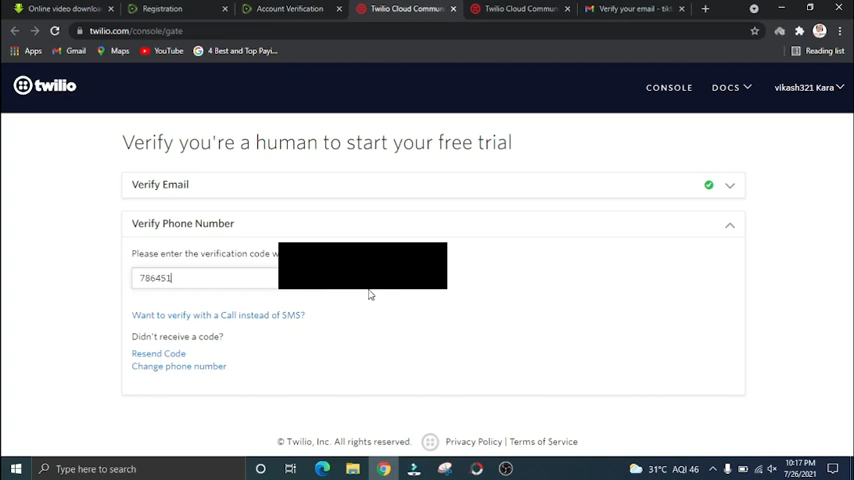 Online video download
Registration
Account Verification
Twilio Cloud Commun
Twilio Cloud Commun
Verify your email - tikt
twilio.com/console/gate
Apps
Gmail
Maps
YouTube
4 Best and Top Payi...
Reading list
twilio
CONSOLE
DOCS
vikash321 Kara
Verify you're a human to start your free trial
Verify Email
Verify Phone Number
Please enter the verification code w
786451
Want to verify with a Call instead of SMS?
Didn't receive a code?
Resend Code
Change phone number
© Twilio, Inc. All rights reserved.
Privacy Policy | Terms of Service
Type here to search
31°C AQI 46
10:17 PM
7/26/2021